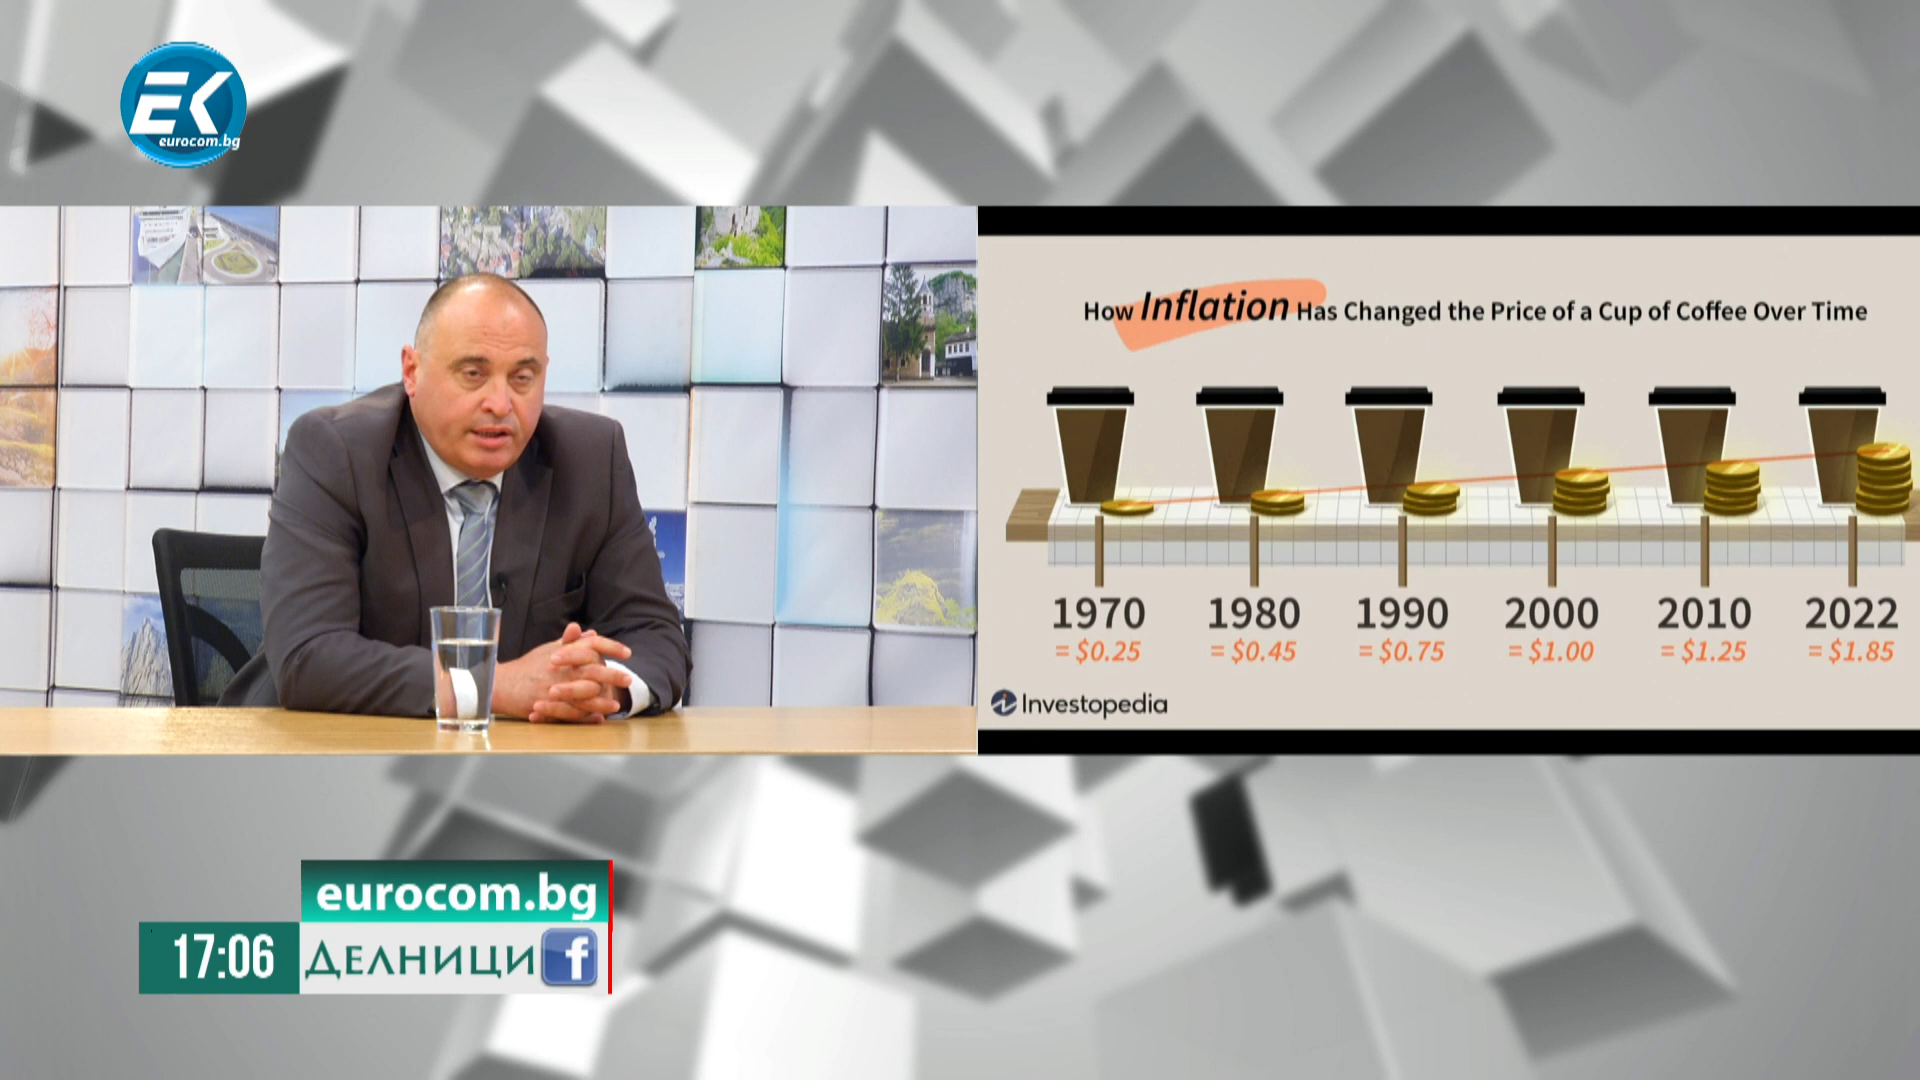 EK
eurocom.bg
How Inflation Has Changed the Price of a Cup of Coffee Over Time
1970 1980 1990 2000 2010 2022
= $0.25 = $0.45 = $0.75 = $1.00 = $1.25 = $1.85
Investopedia
eurocom.bg
17:06 Делници f